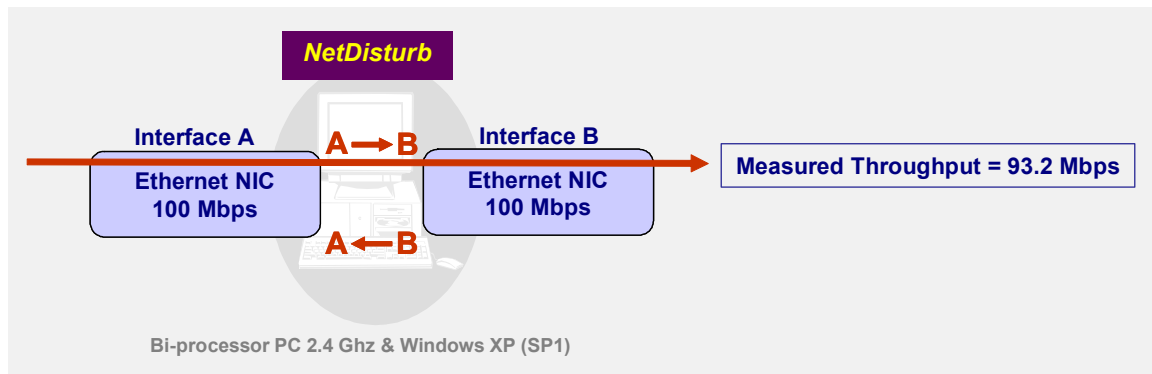 NetDisturb
Interface A
A → B
Interface B
Ethernet NIC
100 Mbps
Ethernet NIC
100 Mbps
Measured Throughput = 93.2 Mbps
A ← B
Bi-processor PC 2.4 Ghz & Windows XP (SP1)